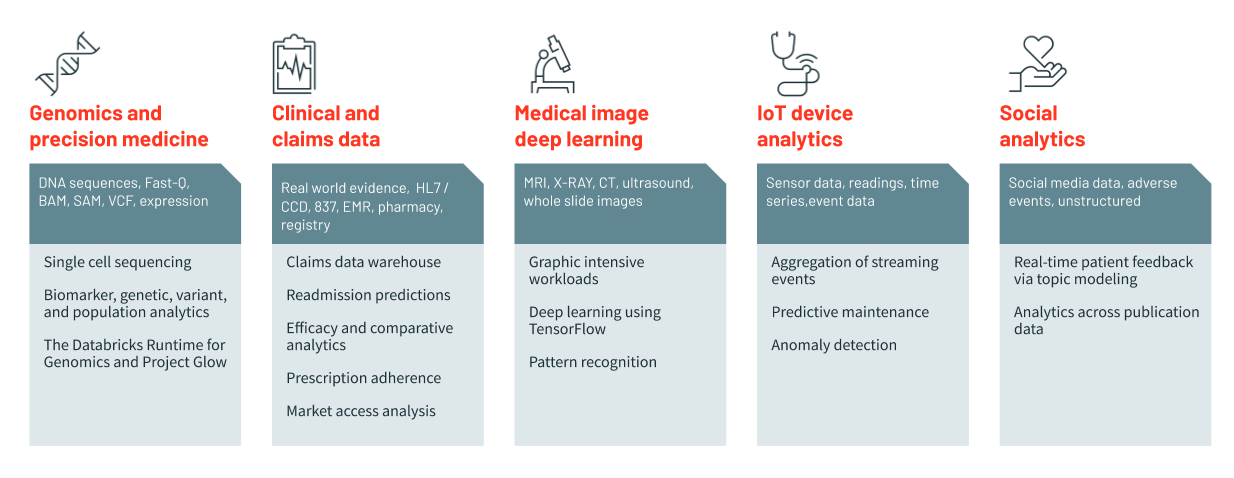 Genomics and
precision medicine
DNA sequences, Fast-Q,
BAM, SAM, VCF, expression
Single cell sequencing
Biomarker, genetic, variant,
and population analytics
The Databricks Runtime for
Genomics and Project Glow
Clinical and
claims data
Real world evidence, HL7 /
CCD, 837, EMR, pharmacy,
registry
Claims data warehouse
Readmission predictions
Efficacy and comparative
analytics
Prescription adherence
Market access analysis
Medical image
deep learning
MRI, X-RAY, CT, ultrasound,
whole slide images
Graphic intensive
workloads
Deep learning using
TensorFlow
Pattern recognition
IoT device
analytics
Sensor data, readings, time
series,event data
Aggregation of streaming
events
Predictive maintenance
Anomaly detection
Social
analytics
Social media data, adverse
events, unstructured
Real-time patient feedback
via topic modeling
Analytics across publication
data